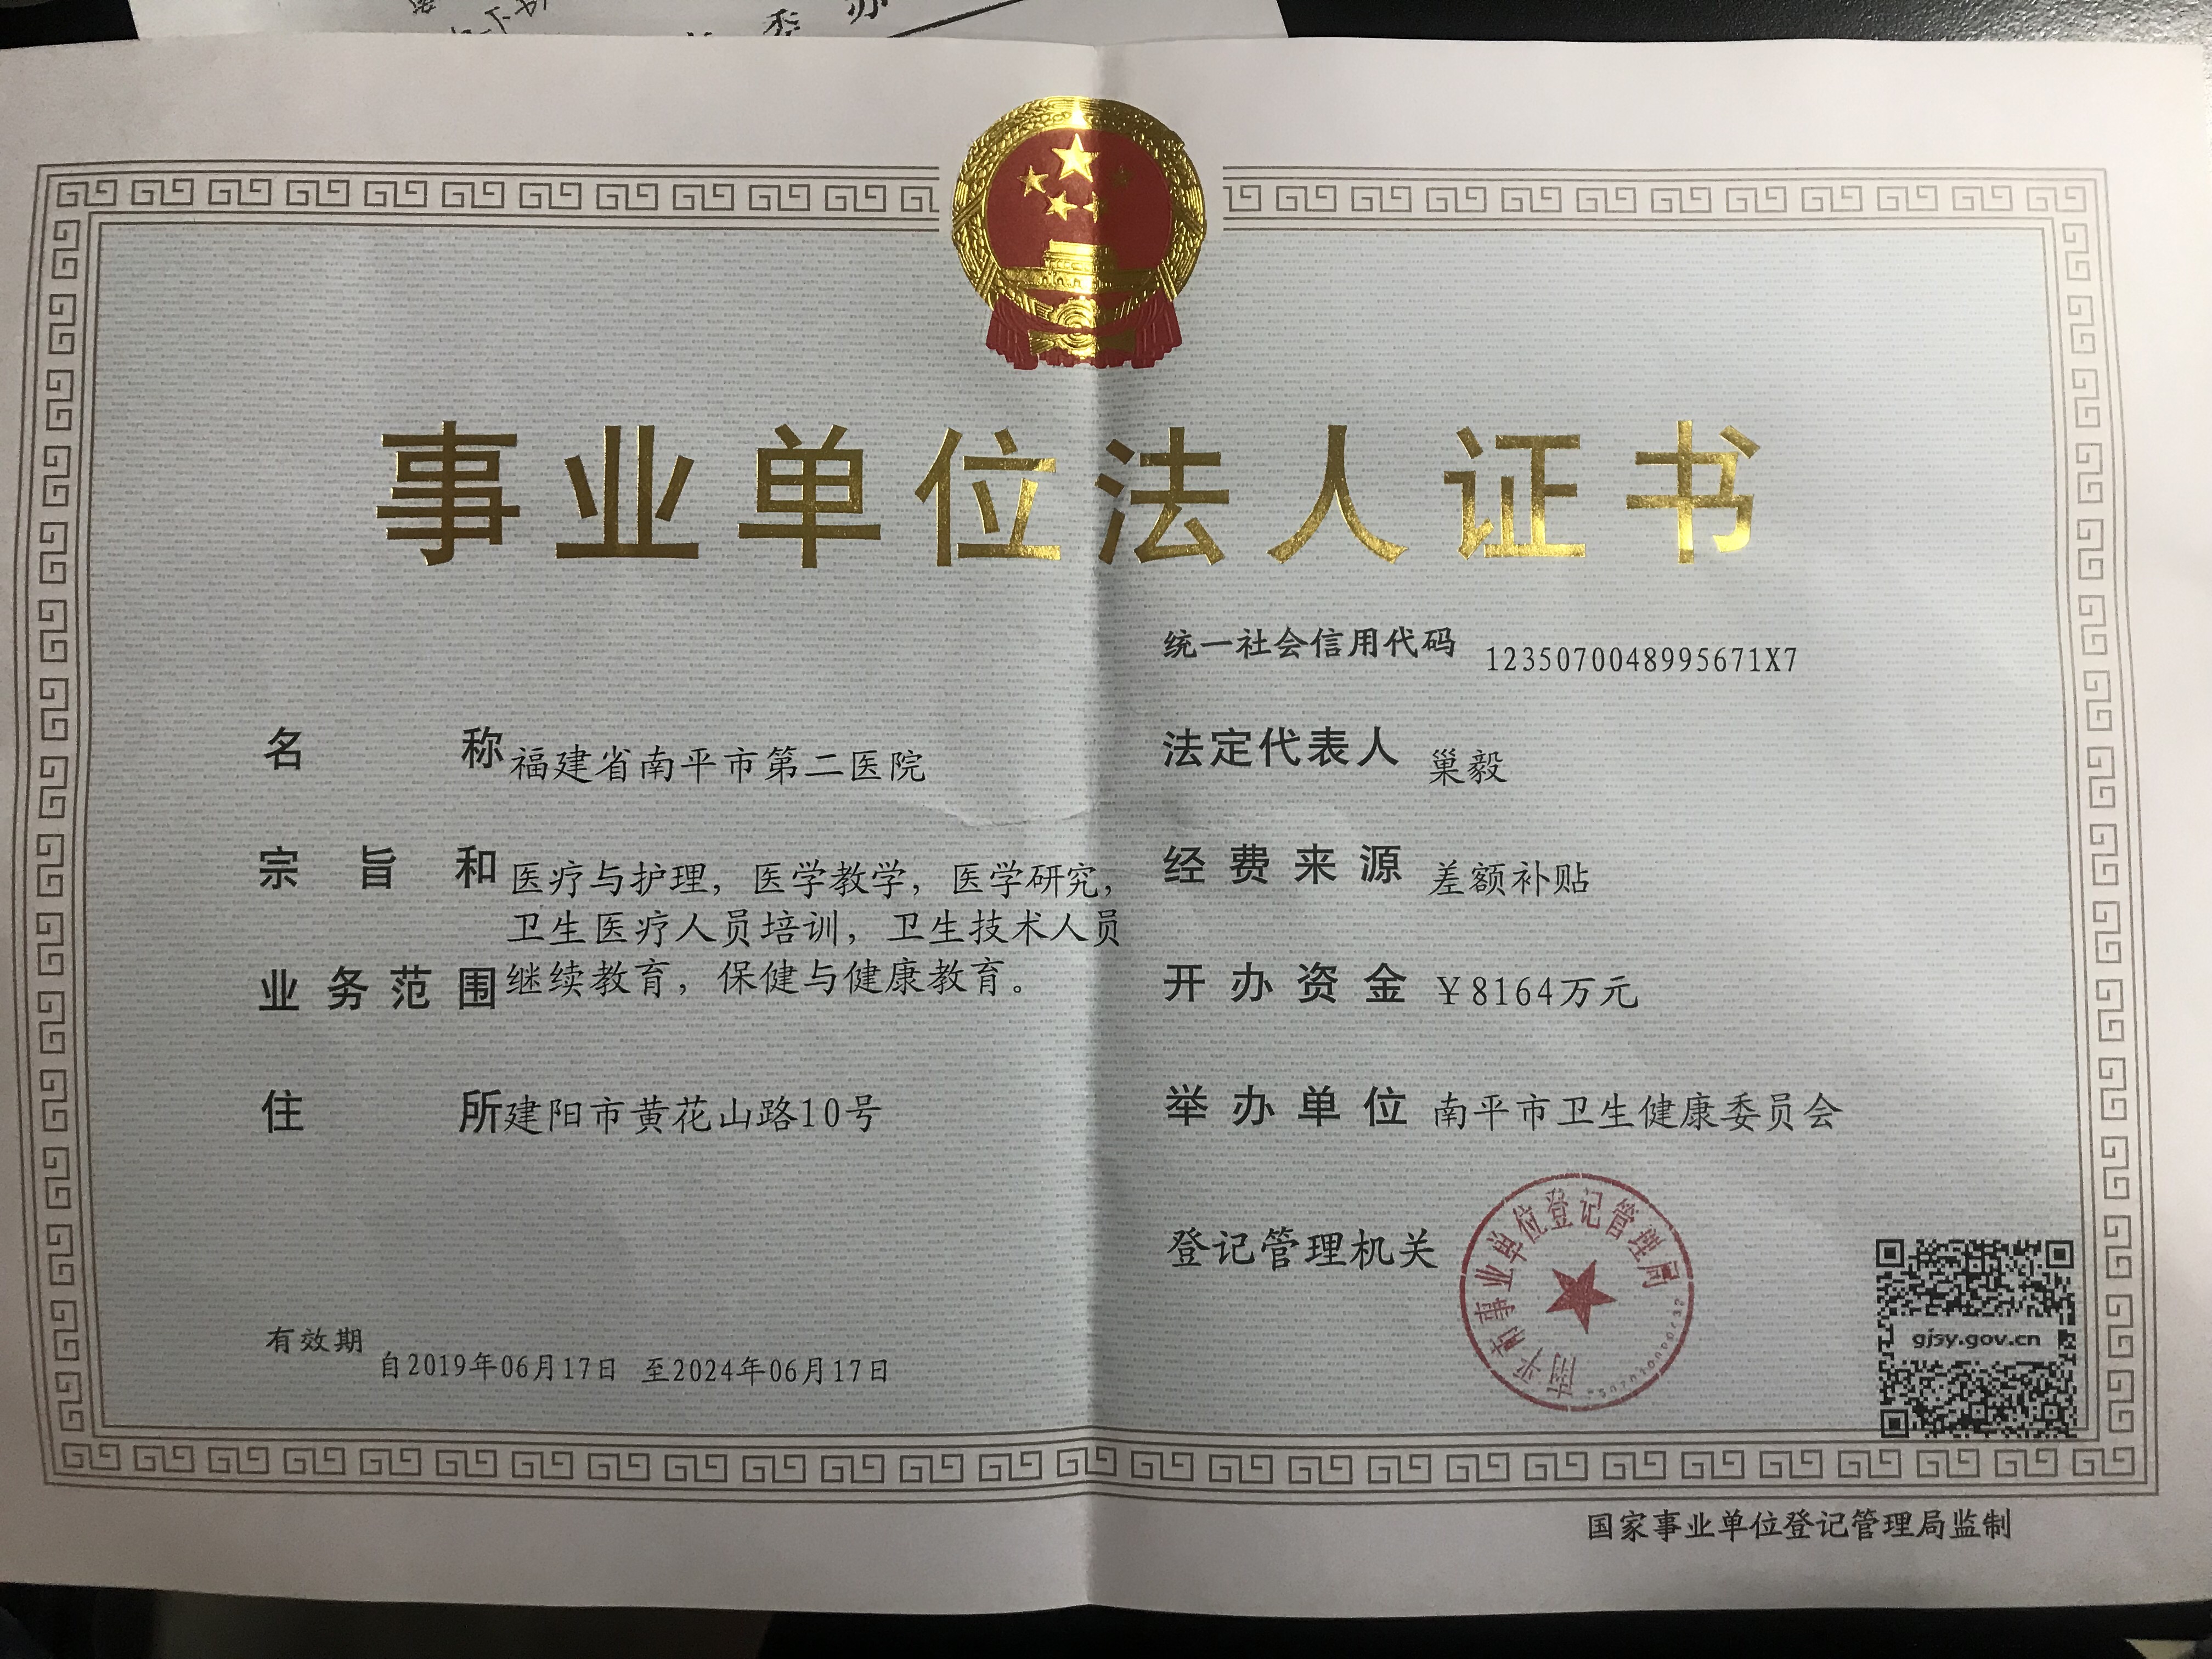 委 办
事业单位法人证书
统一社会信用代码 1235070048995671X7
名 称 福建省南平市第二医院
法定代表人 巢毅
宗旨和 医疗与护理，医学教学，医学研究，
卫生医疗人员培训，卫生技术人员
业务范围 继续教育，保健与健康教育。
经费来源 差额补贴
开办资金 ￥8164万元
住 所 建阳市黄花山路10号
举办单位 南平市卫生健康委员会
登记管理机关
南平市事业单位登记管理局
有效期 自2019年06月17日 至2024年06月17日
gjsy.gov.cn
国家事业单位登记管理局监制